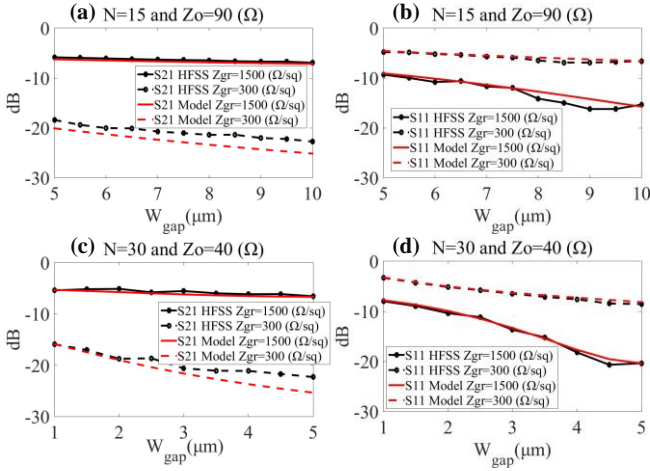 (a) N=15 and Zo=90 (Ω)
0
-10
-20
-30
dB
S21 HFSS Zgr=1500 (Ω/sq)
S21 HFSS Zgr=300 (Ω/sq)
S21 Model Zgr=1500 (Ω/sq)
S21 Model Zgr=300 (Ω/sq)
5 6 7 8 9 10
W_gap(μm)
(b) N=15 and Zo=90 (Ω)
0
-10
-20
-30
dB
S11 HFSS Zgr=1500 (Ω/sq)
S11 HFSS Zgr=300 (Ω/sq)
S11 Model Zgr=1500 (Ω/sq)
S11 Model Zgr=300 (Ω/sq)
5 6 7 8 9 10
W_gap(μm)
(c) N=30 and Zo=40 (Ω)
0
-10
-20
-30
dB
S21 HFSS Zgr=1500 (Ω/sq)
S21 HFSS Zgr=300 (Ω/sq)
S21 Model Zgr=1500 (Ω/sq)
S21 Model Zgr=300 (Ω/sq)
1 2 3 4 5
W_gap(μm)
(d) N=30 and Zo=40 (Ω)
0
-10
-20
-30
dB
S11 HFSS Zgr=1500 (Ω/sq)
S11 HFSS Zgr=300 (Ω/sq)
S11 Model Zgr=1500 (Ω/sq)
S11 Model Zgr=300 (Ω/sq)
1 2 3 4 5
W_gap(μm)